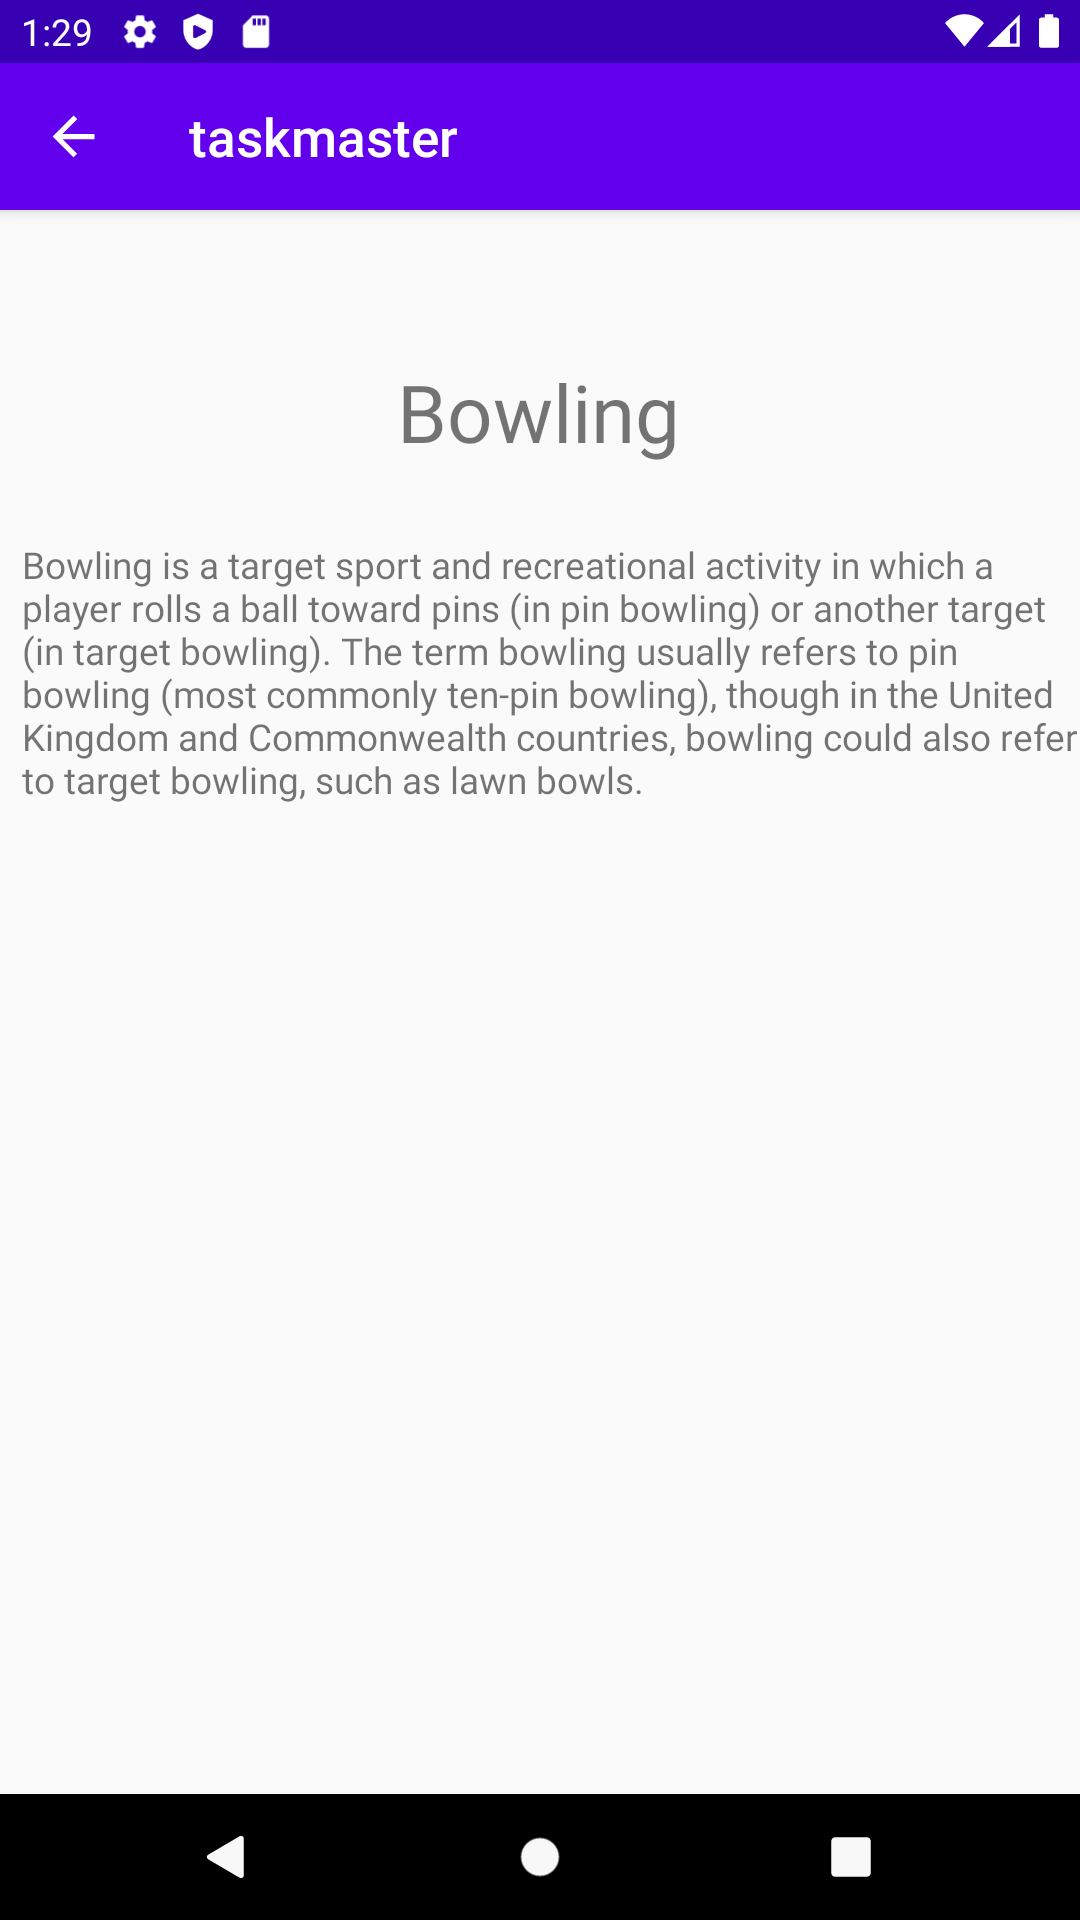 1:29
taskmaster
Bowling
Bowling is a target sport and recreational activity in which a
player rolls a ball toward pins (in pin bowling) or another target
(in target bowling). The term bowling usually refers to pin
bowling (most commonly ten-pin bowling), though in the United
Kingdom and Commonwealth countries, bowling could also refer
to target bowling, such as lawn bowls.